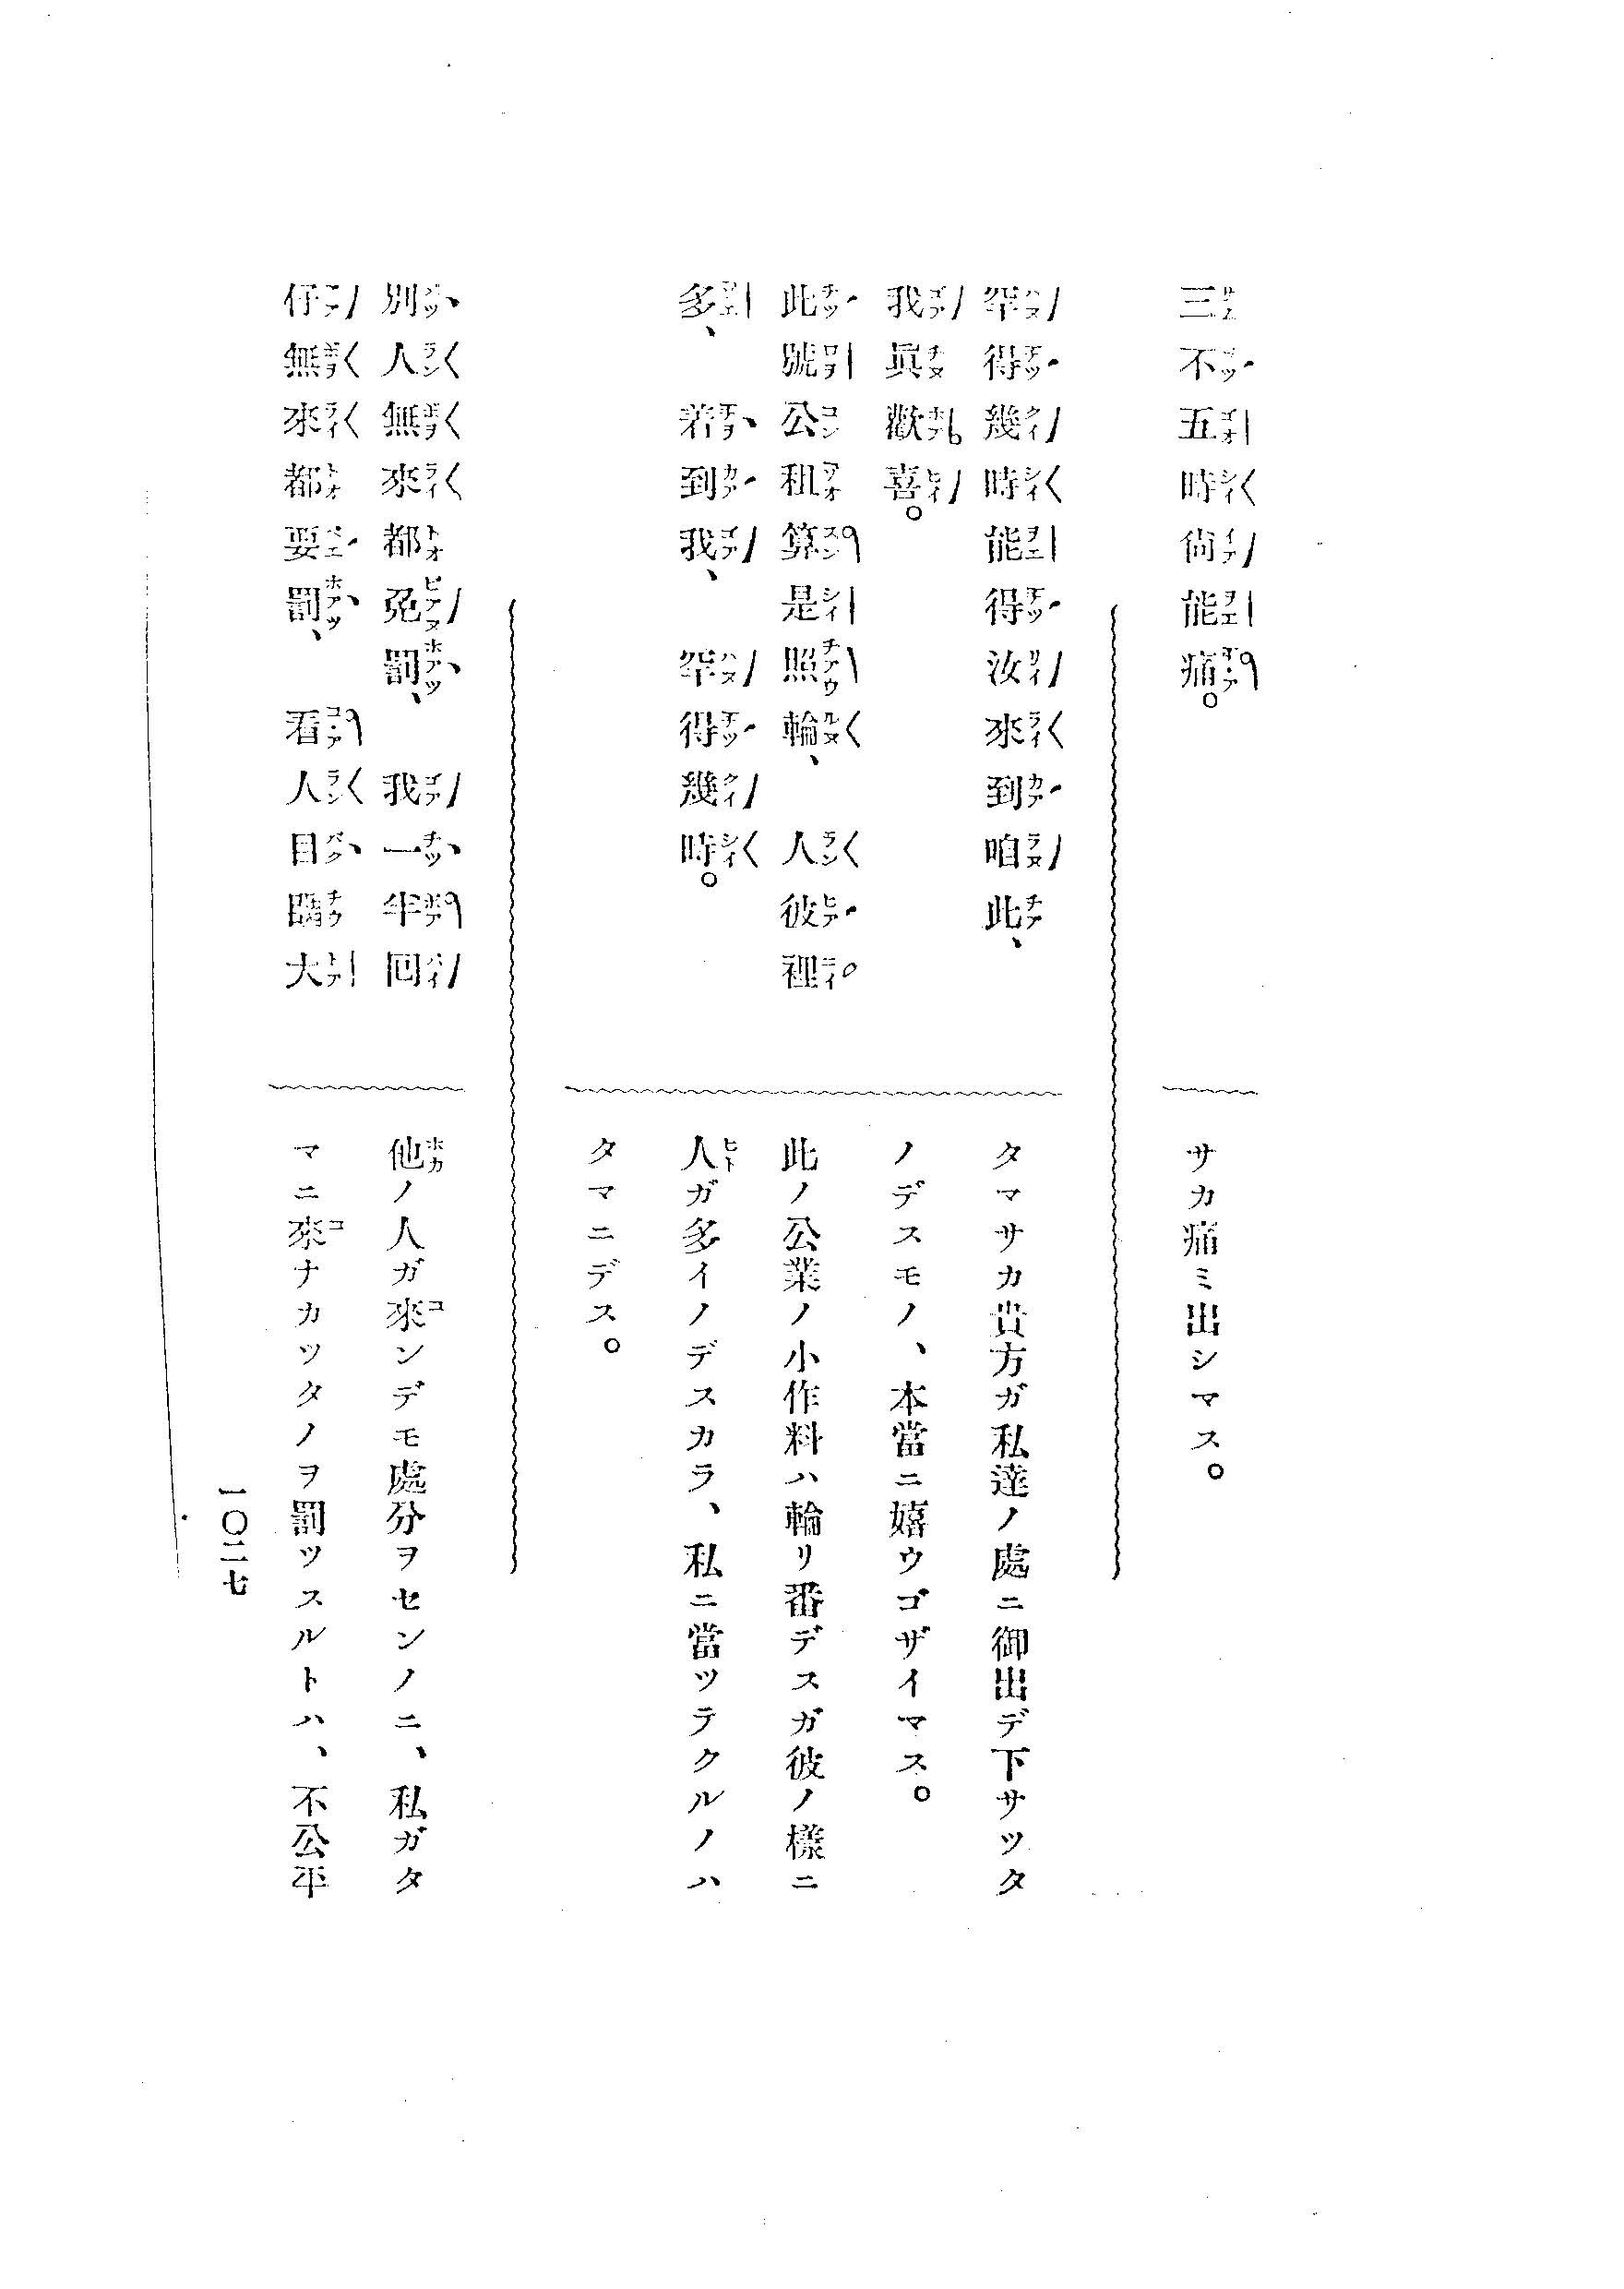 三不五時尙能痛。
サカ痛ミ出シマス。
罕得幾時能得汝來到咱此、
我眞歡喜。
タマサカ貴方ガ私達ノ處ニ御出デ下サッタ
ノデスモノ、本當ニ嬉ウゴザイマス。
此號公租算是照輪、人彼裡
多、若到我、罕得幾時。
此ノ公業ノ小作料ハ輪リ番デスガ彼ノ樣ニ
人ガ多イノデスカラ、私ニ當ッテクルノハ
タマニデス。
別人無來都免罰、我一半回
仔無來都要罰、看人目睭大
他ノ人ガ來ンデモ處分ヲセンノニ、私ガタ
マニ來ナカッタノヲ罰ッスルトハ、不公平
一〇二七